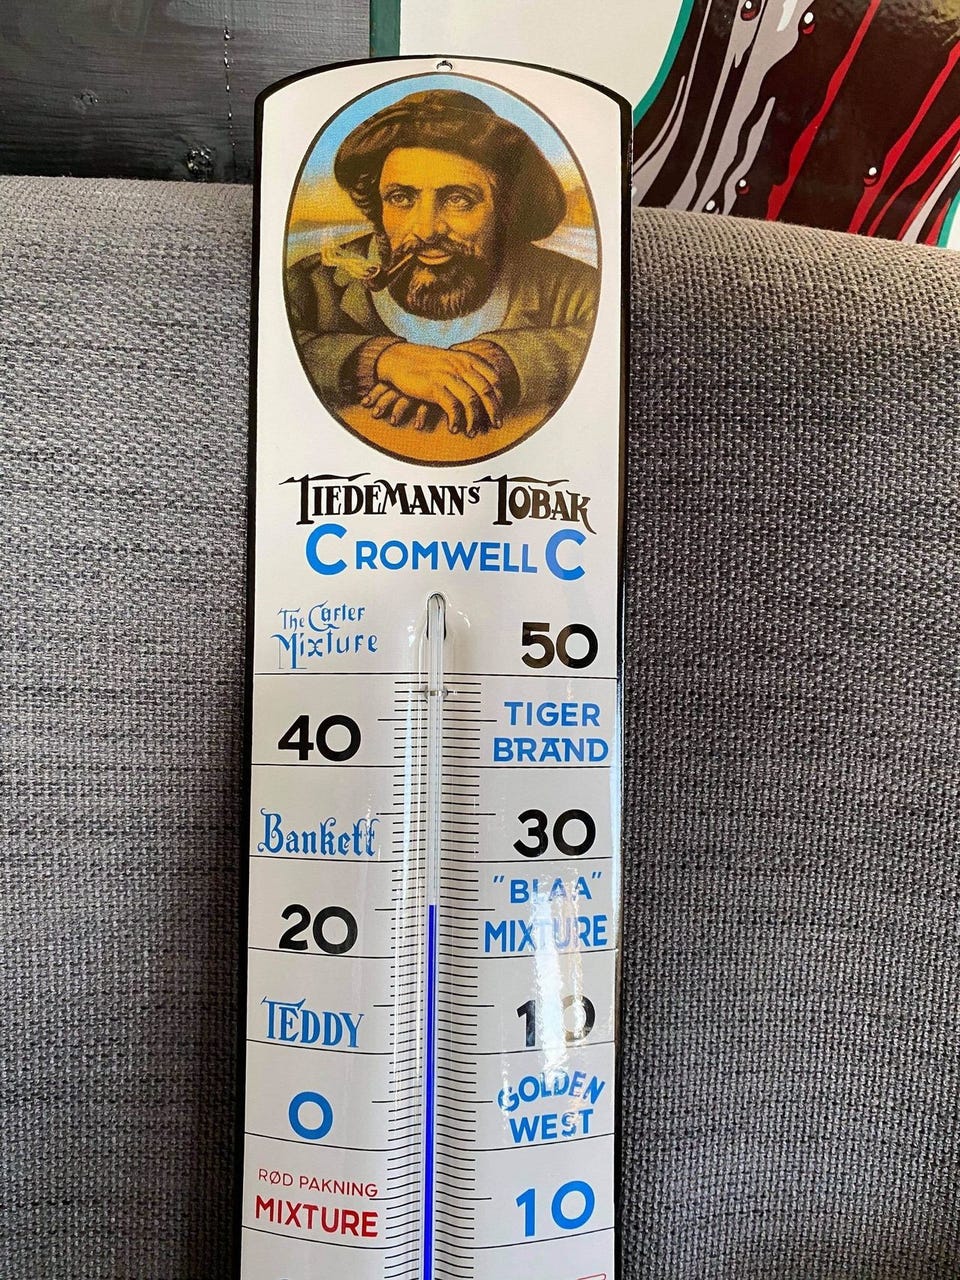 TIEDEMANNS TOBAK
CROMWELL C
The Carter
Mixture
50
40
TIGER
BRAND
Bankett
30
20
"BLAA"
MIXTURE
TEDDY
10
0
GOLDEN
WEST
RØD PAKNING
MIXTURE
10